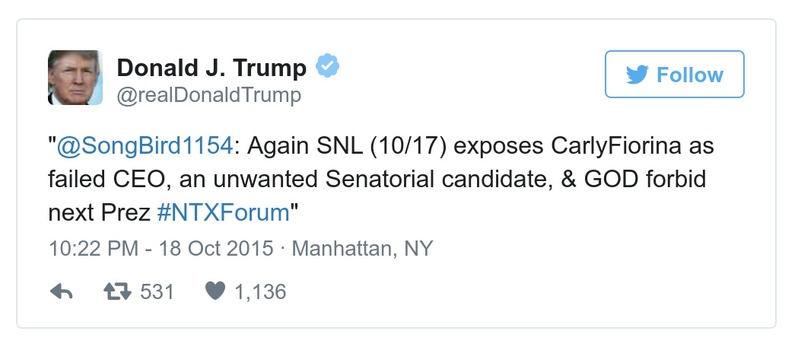 Donald J. Trump
@realDonaldTrump
Follow
"@SongBird1154: Again SNL (10/17) exposes CarlyFiorina as
failed CEO, an unwanted Senatorial candidate, & GOD forbid
next Prez #NTXForum"
10:22 PM - 18 Oct 2015 · Manhattan, NY
531 1,136